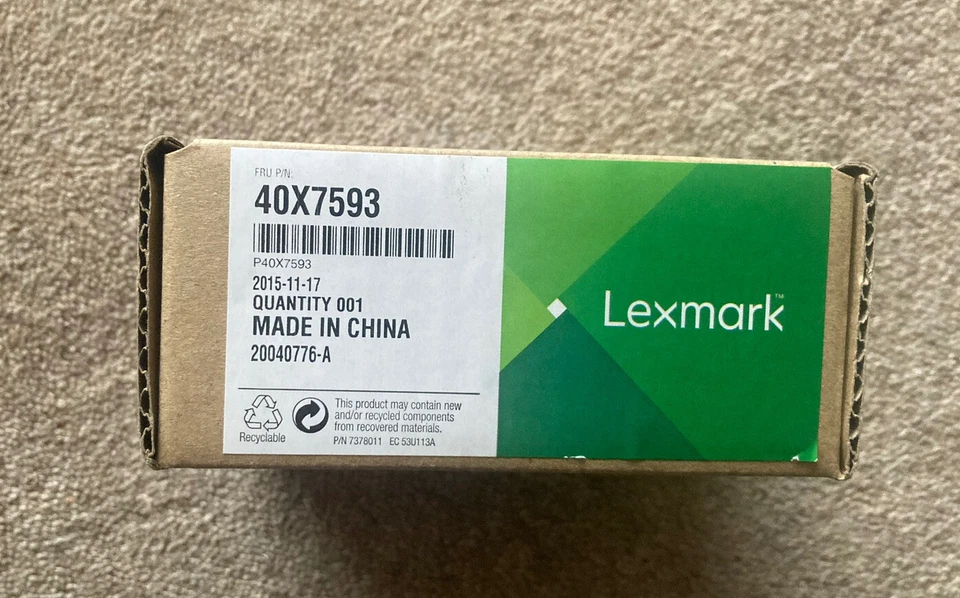 FRU P/N:
40X7593
P40X7593
2015-11-17
QUANTITY 001
MADE IN CHINA
20040776-A
Recyclable
This product may contain new
and/or recycled components
from recovered materials.
P/N 7378011 EC 53U113A
Lexmark™